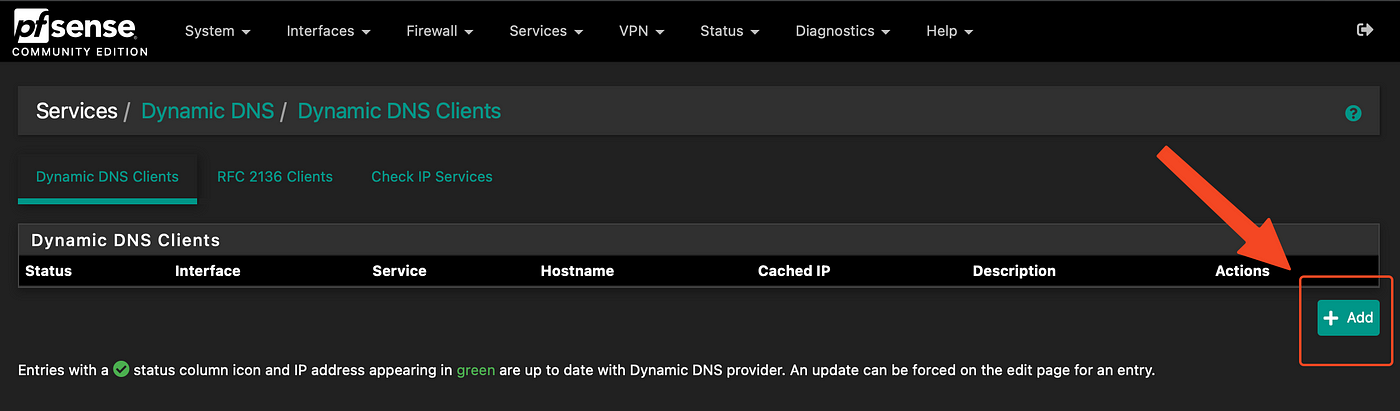 pfsense
COMMUNITY EDITION
System Interfaces Firewall Services VPN Status Diagnostics Help
Services / Dynamic DNS / Dynamic DNS Clients
Dynamic DNS Clients RFC 2136 Clients Check IP Services
Dynamic DNS Clients
Status Interface Service Hostname Cached IP Description Actions
Add
Entries with a status column icon and IP address appearing in green are up to date with Dynamic DNS provider. An update can be forced on the edit page for an entry.